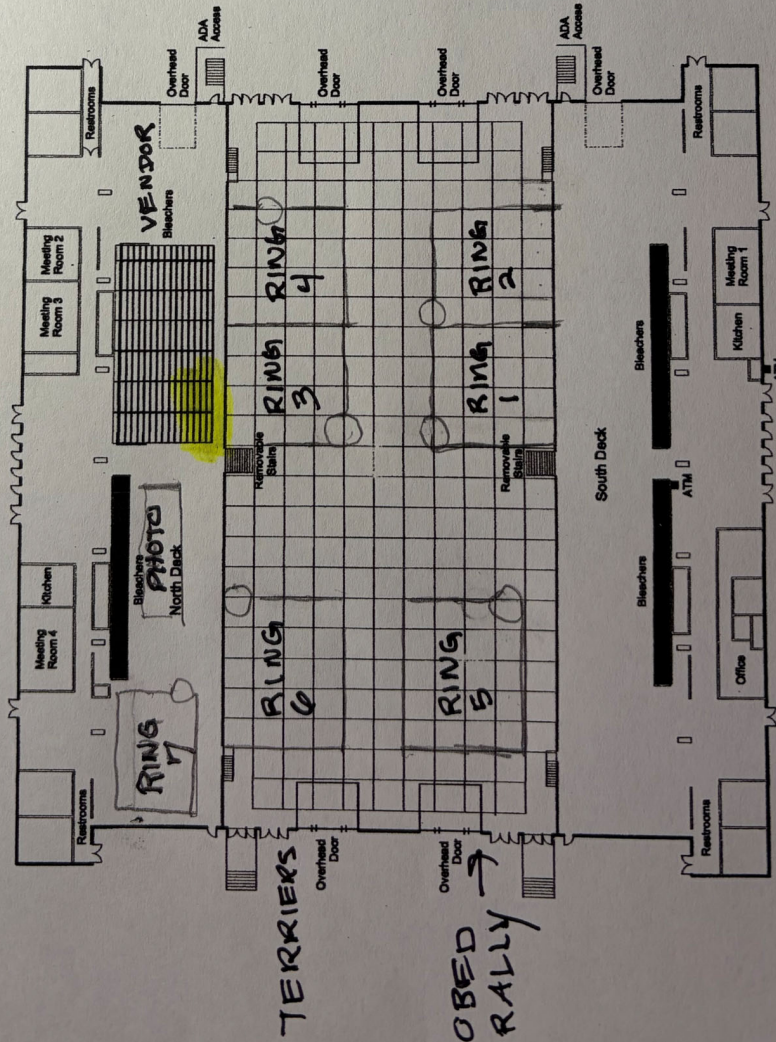 Restrooms
Meeting
Room 4
Kitchen
Meeting
Room 3
Meeting
Room 2
Restrooms
RING
7
Bleachers
PHOTO
North Deck
VENDOR
Bleachers
Overhead
Door
ADA
Access
TERRIERS
Overhead
Door
RING
6
Removable
Stairs
RING
3
RING
4
Overhead
Door
OBED
RALLY →
Overhead
Door
RING
5
Removable
Stairs
RING
1
RING
2
Overhead
Door
ADA
Access
Overhead
Door
South Deck
Bleachers
ATM
Bleachers
Restrooms
Office
Kitchen
Meeting
Room 1
Restrooms